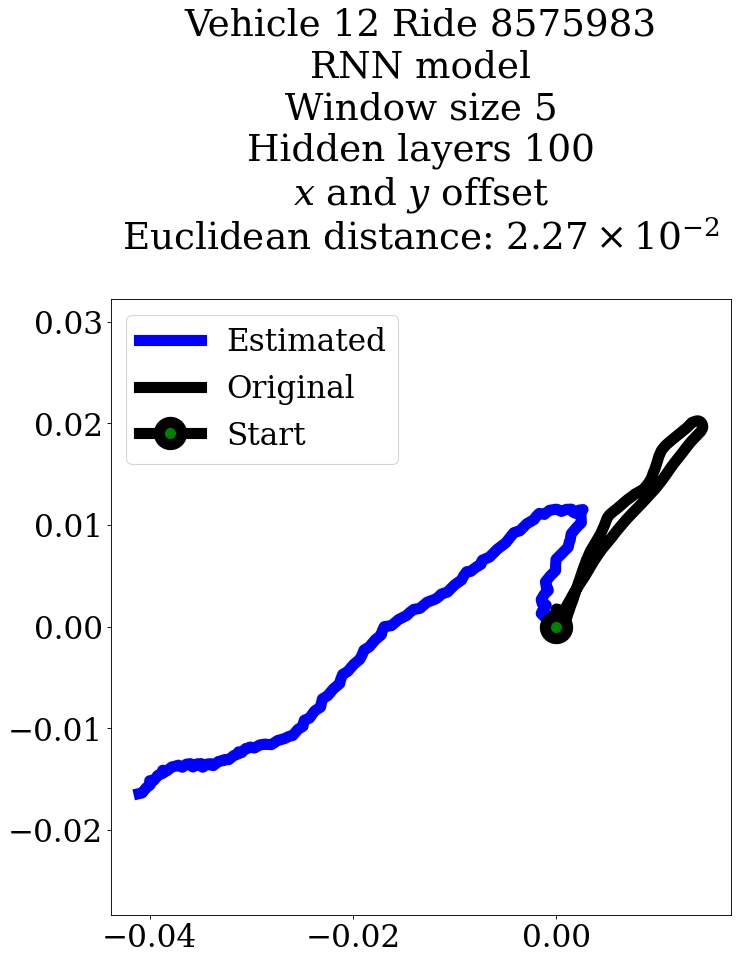 Vehicle 12 Ride 8575983
RNN model
Window size 5
Hidden layers 100
x and y offset
Euclidean distance: 2.27 × 10⁻²
Estimated
Original
Start
0.03
0.02
0.01
0.00
−0.01
−0.02
−0.04
−0.02
0.00